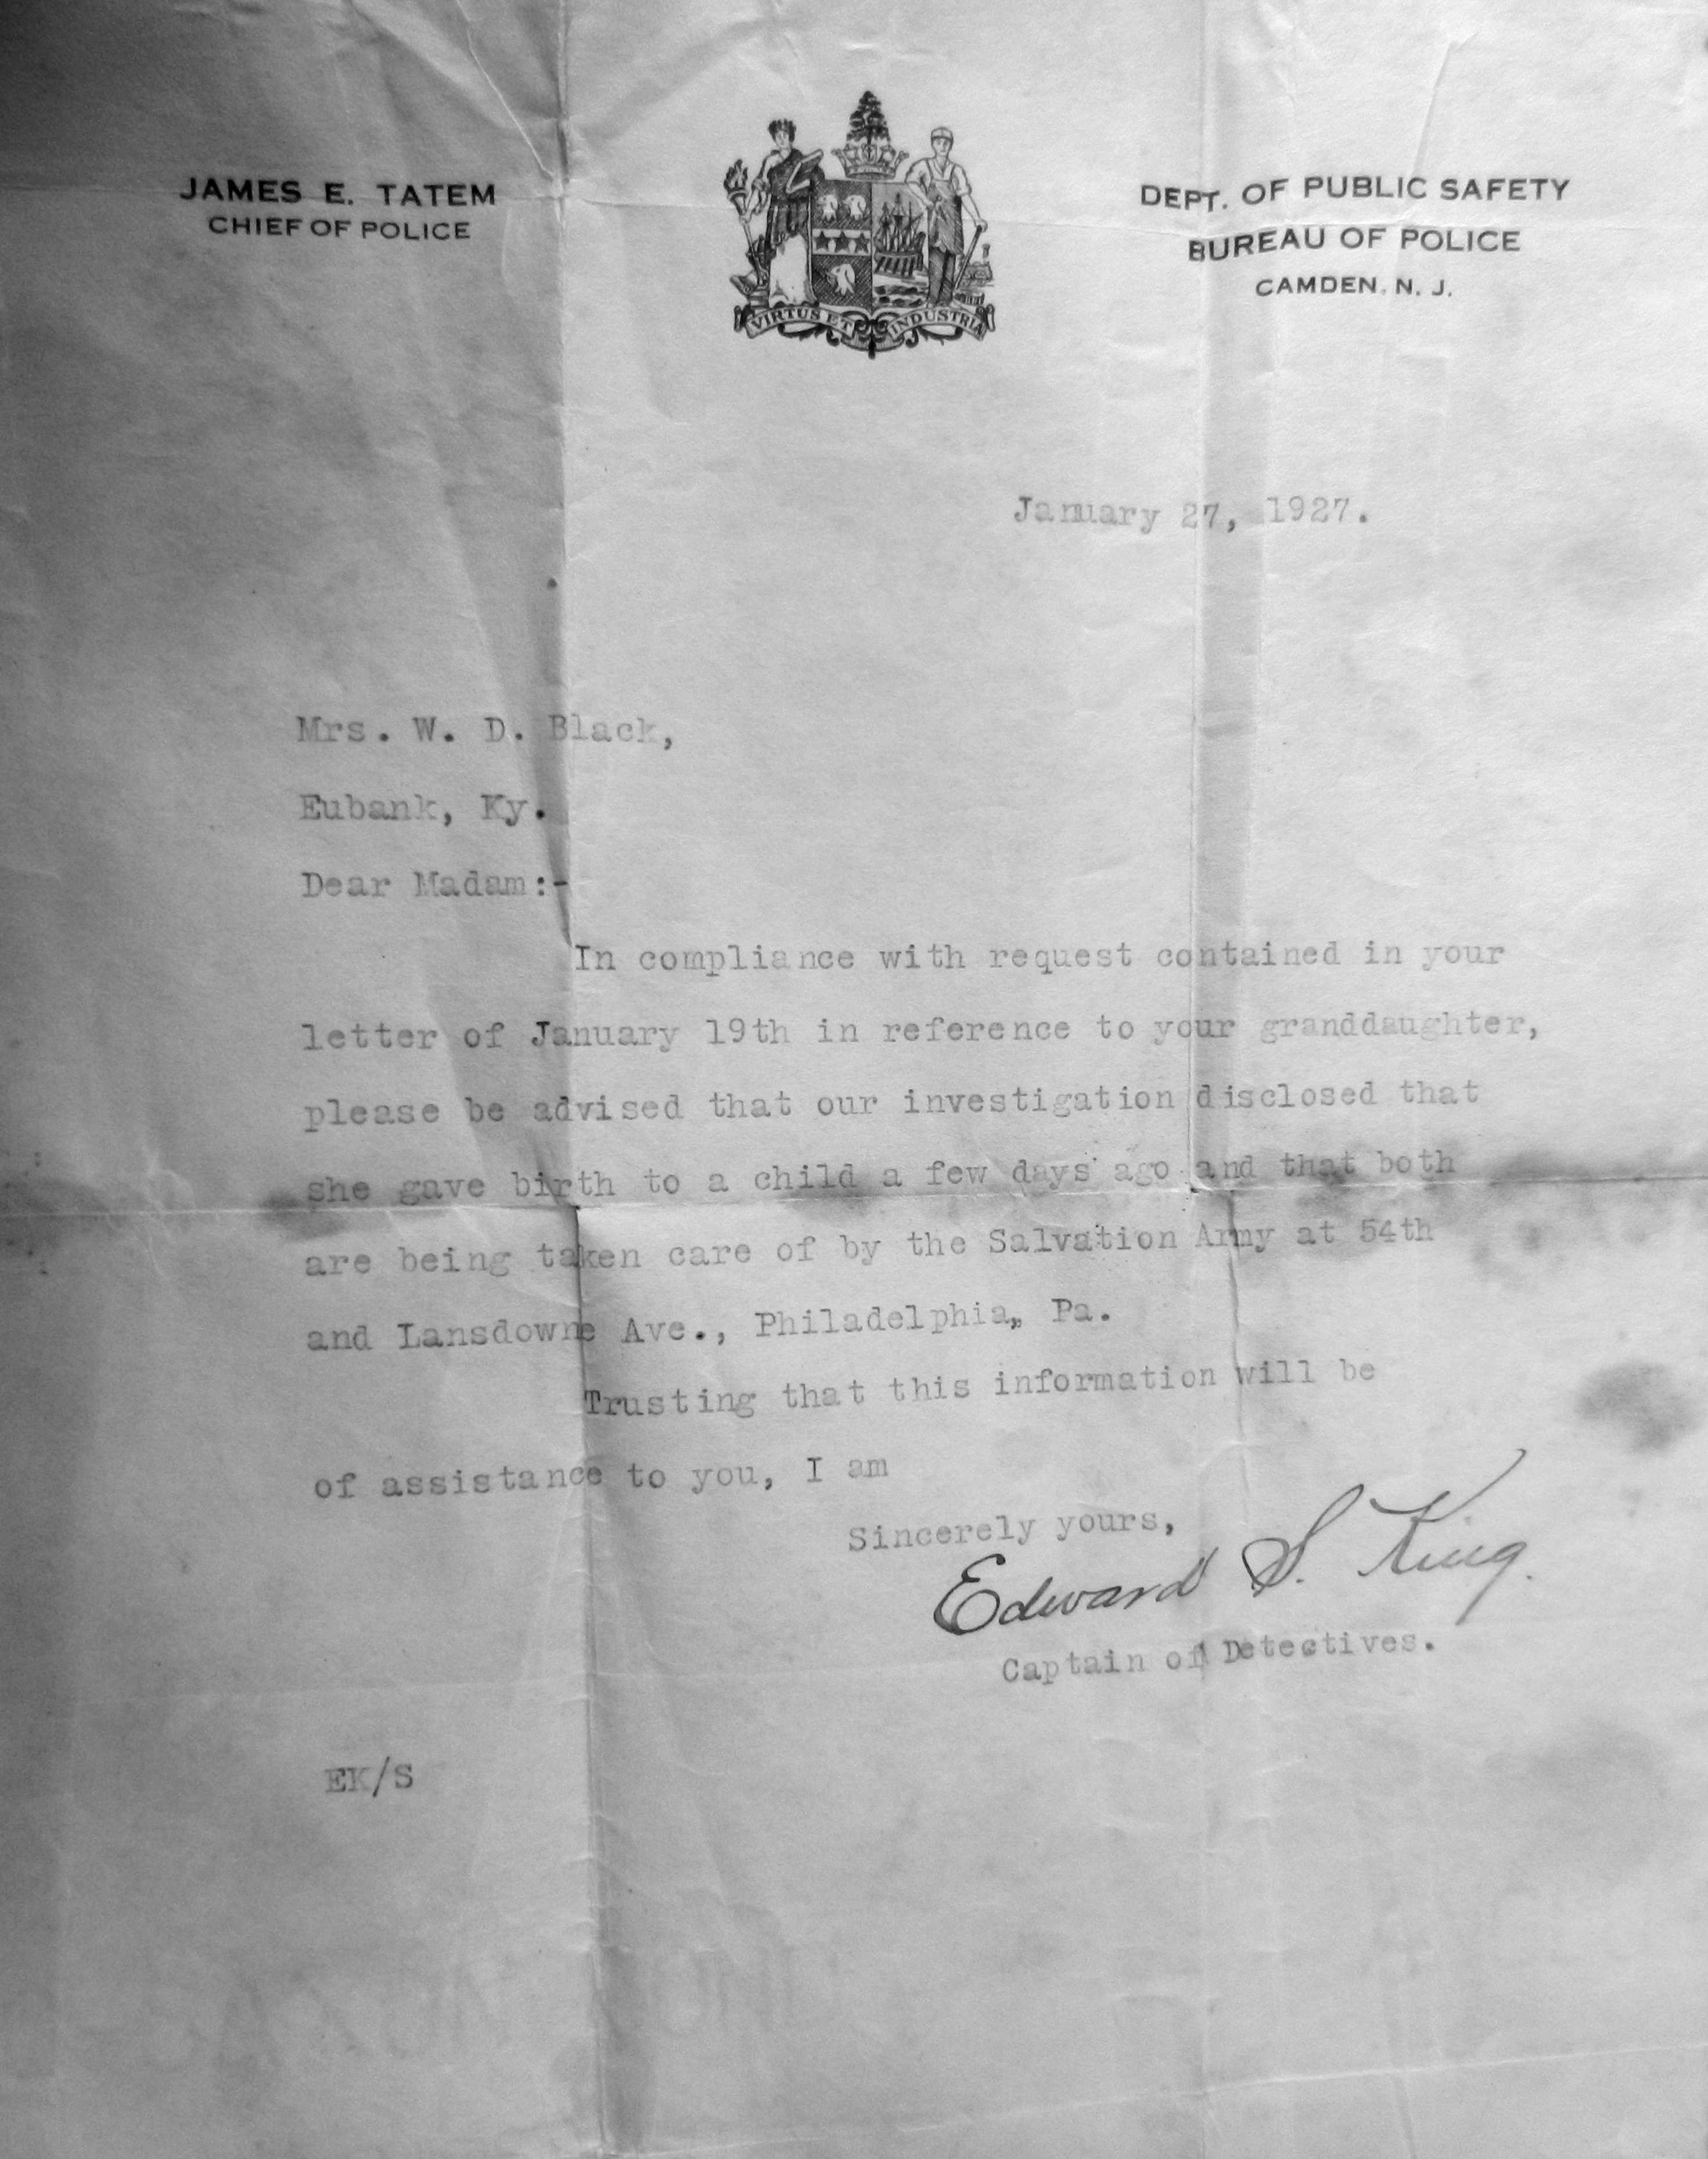 JAMES E. TATEM
CHIEF OF POLICE
VIRTUS ET INDUSTRIA
DEPT. OF PUBLIC SAFETY
BUREAU OF POLICE
CAMDEN, N. J.
January 27, 1927.
Mrs. W. D. Black,
Eubank, Ky.
Dear Madam:-
In compliance with request contained in your
letter of January 19th in reference to your granddaughter,
please be advised that our investigation disclosed that
she gave birth to a child a few days ago and that both
are being taken care of by the Salvation Army at 54th
and Lansdowne Ave., Philadelphia, Pa.
Trusting that this information will be
of assistance to you, I am
Sincerely yours,
Edward S. King.
Captain of Detectives.
EK/S